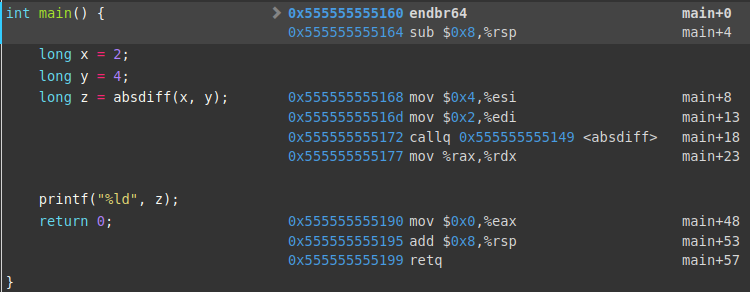 int main() { 0x555555555160 endbr64 main+0
0x555555555164 sub $0x8,%rsp main+4
long x = 2;
long y = 4;
long z = absdiff(x, y); 0x555555555168 mov $0x4,%esi main+8
0x55555555516d mov $0x2,%edi main+13
0x555555555172 callq 0x555555555149 <absdiff> main+18
0x555555555177 mov %rax,%rdx main+23
printf("%ld", z);
return 0; 0x555555555190 mov $0x0,%eax main+48
0x555555555195 add $0x8,%rsp main+53
0x555555555199 retq main+57
}